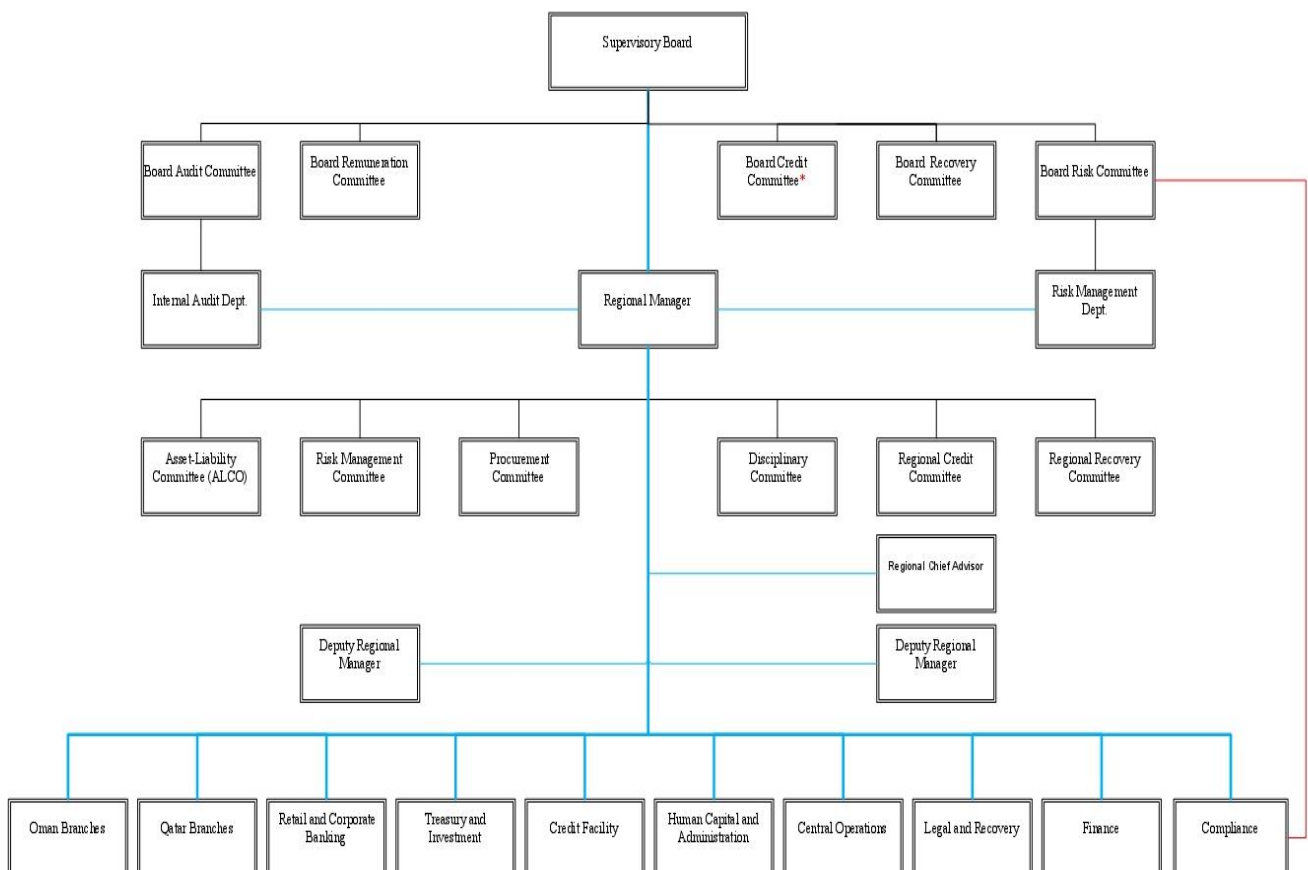 Supervisory Board
Board Audit Committee
Board Remuneration
Committee
Board Credit
Committee*
Board Recovery
Committee
Board Risk Committee
Internal Audit Dept.
Regional Manager
Risk Management
Dept.
Asset-Liability
Committee (ALCO)
Risk Management
Committee
Procurement
Committee
Disciplinary
Committee
Regional Credit
Committee
Regional Recovery
Committee
Regional Chief Advisor
Deputy Regional
Manager
Deputy Regional
Manager
Oman Branches
Qatar Branches
Retail and Corporate
Banking
Treasury and
Investment
Credit Facility
Human Capital and
Administration
Central Operations
Legal and Recovery
Finance
Compliance